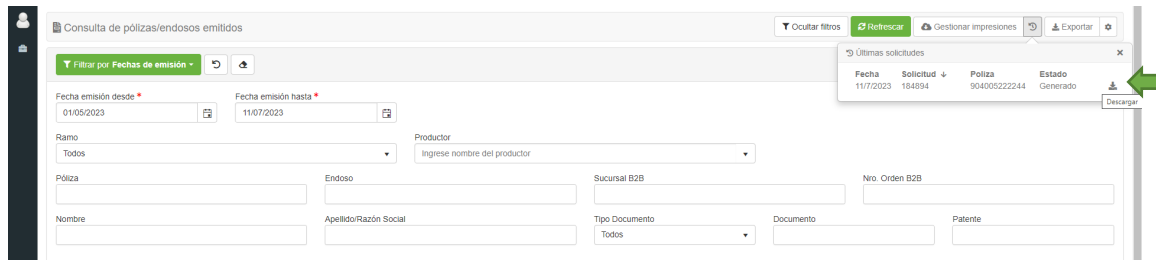 Consulta de pólizas/endosos emitidos
Ocultar filtros
Refrescar
Gestionar impresiones
Exportar
Últimas solicitudes
Fecha Solicitud Poliza Estado
11/7/2023 184894 904005222244 Generado
Descargar
Filtrar por Fechas de emisión
Fecha emisión desde * Fecha emisión hasta *
01/05/2023 11/07/2023
Ramo Productor
Todos Ingrese nombre del productor
Póliza Endoso Sucursal B2B Nro. Orden B2B
Nombre Apellido/Razón Social Tipo Documento Documento Patente
Todos